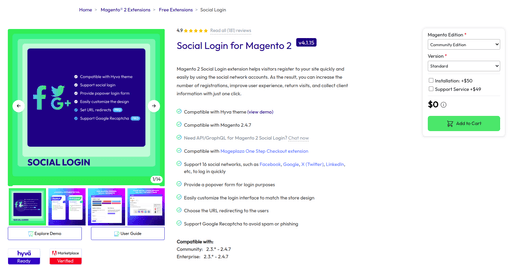 Home > Magento® 2 Extensions > Free Extensions > Social Login
4.9 ★★★★★ Read all (181) reviews
Social Login for Magento 2 v4.1.15
Magento 2 Social Login extension helps visitors register to your site quickly and
easily by using the social network accounts. As the result, you can increase the
number of registrations, improve user experience, return visits, and collect client
information with just one click.
Compatible with Hyva theme (view demo)
Compatible with Magento 2.4.7
Need API/GraphQL for Magento 2 Social Login? Chat now
Compatible with Mageplaza One Step Checkout extension
Support 16 social networks, such as Facebook, Google, X (Twitter), LinkedIn,
etc, to log in quickly
Provide a popover form for login purposes
Easily customize the login interface to match the store design
Choose the URL redirecting to the users
Support Google Recaptcha to avoid spam or phishing
Compatible with:
Community: 2.3.* - 2.4.7
Enterprise: 2.3.* - 2.4.7
Compatible with Hyva theme
Support social login
Provide popover login form
Easily customize the design
Set URL redirects
Support Google Recaptcha
SOCIAL LOGIN
1/14
Explore Demo
User Guide
hyvä
Ready
Marketplace
Verified
Magento Edition *
Community Edition
Version *
Standard
Installation: +$50
Support Service +$49
$0
Add to Cart